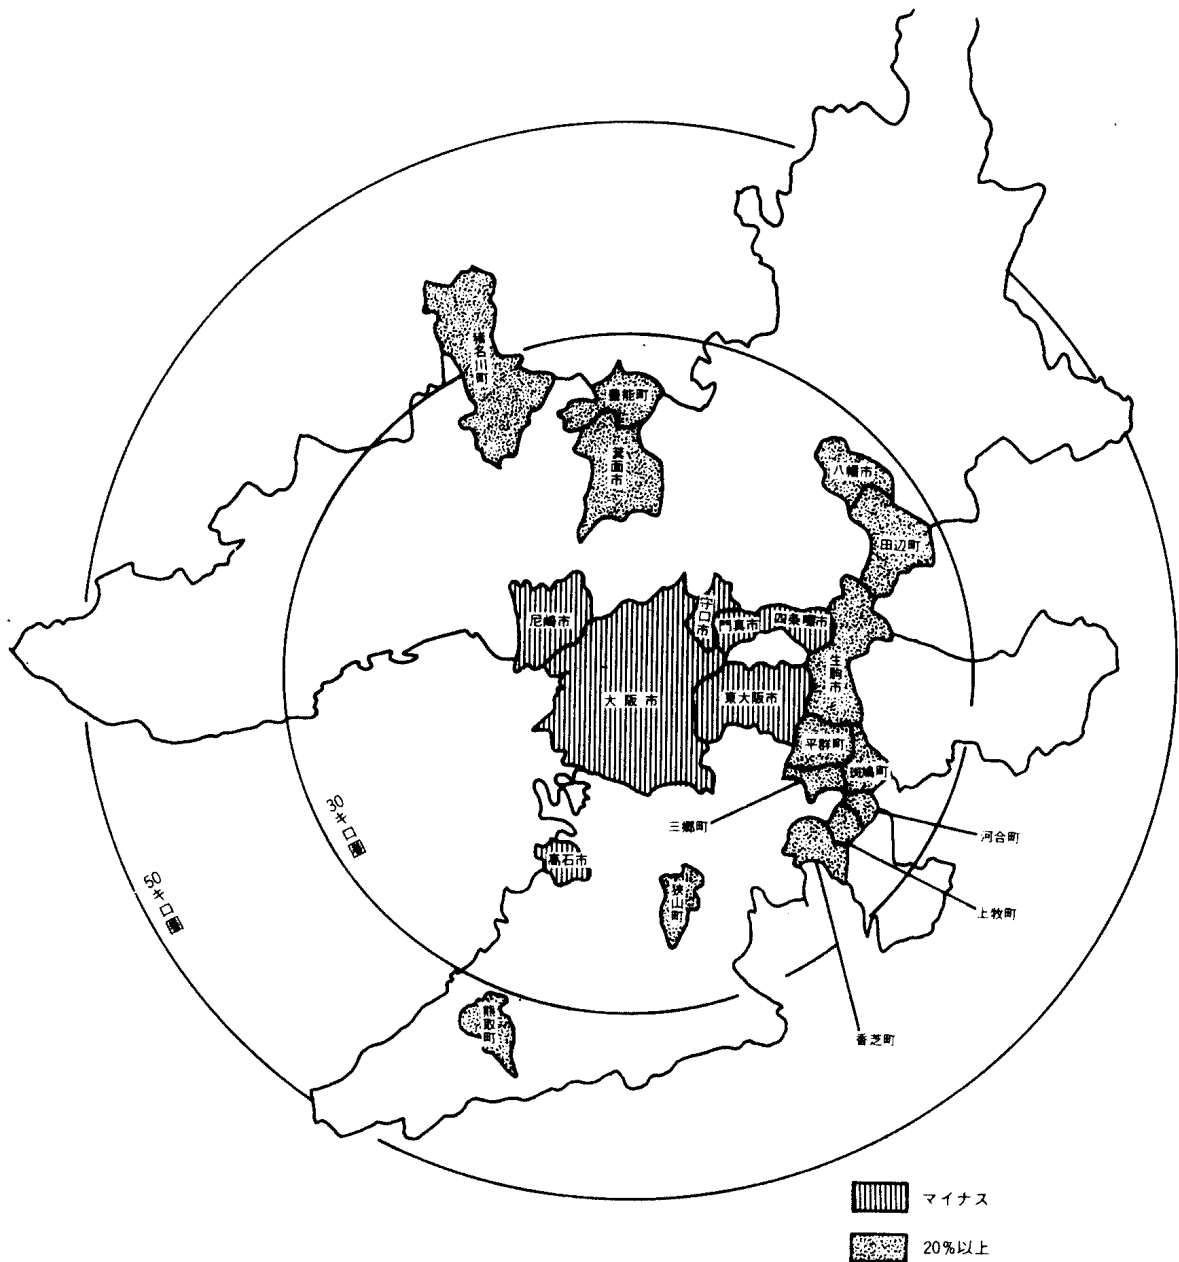 猪名川町
豊能町
箕面市
八幡市
田辺町
尼崎市
守口市
門真市
四条畷市
大阪市
東大阪市
生駒市
平群町
斑鳩町
三郷町
河合町
高石市
狭山町
上牧町
熊取町
香芝町
30キロ圏
50キロ圏
マイナス
20%以上